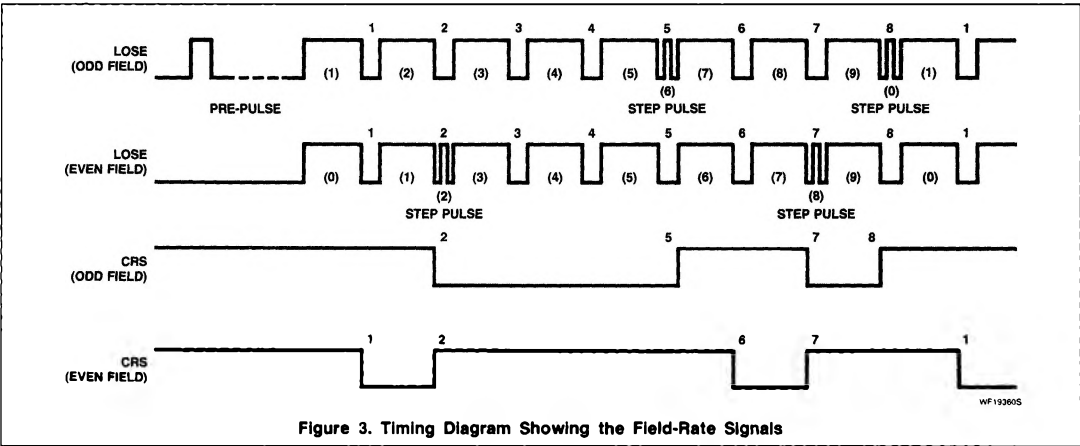 1 2 3 4 5 6 7 8 1
LOSE
(ODD FIELD)
(1) (2) (3) (4) (5) (7) (8) (9) (1)
(6) (0)
PRE-PULSE STEP PULSE STEP PULSE
1 2 3 4 5 6 7 8 1
LOSE
(EVEN FIELD)
(0) (1) (3) (4) (5) (6) (7) (9) (0)
(2) (8)
STEP PULSE STEP PULSE
2 5 7 8
CRS
(ODD FIELD)
1 2 6 7 1
CRS
(EVEN FIELD)
WF19360S
Figure 3. Timing Diagram Showing the Field-Rate Signals